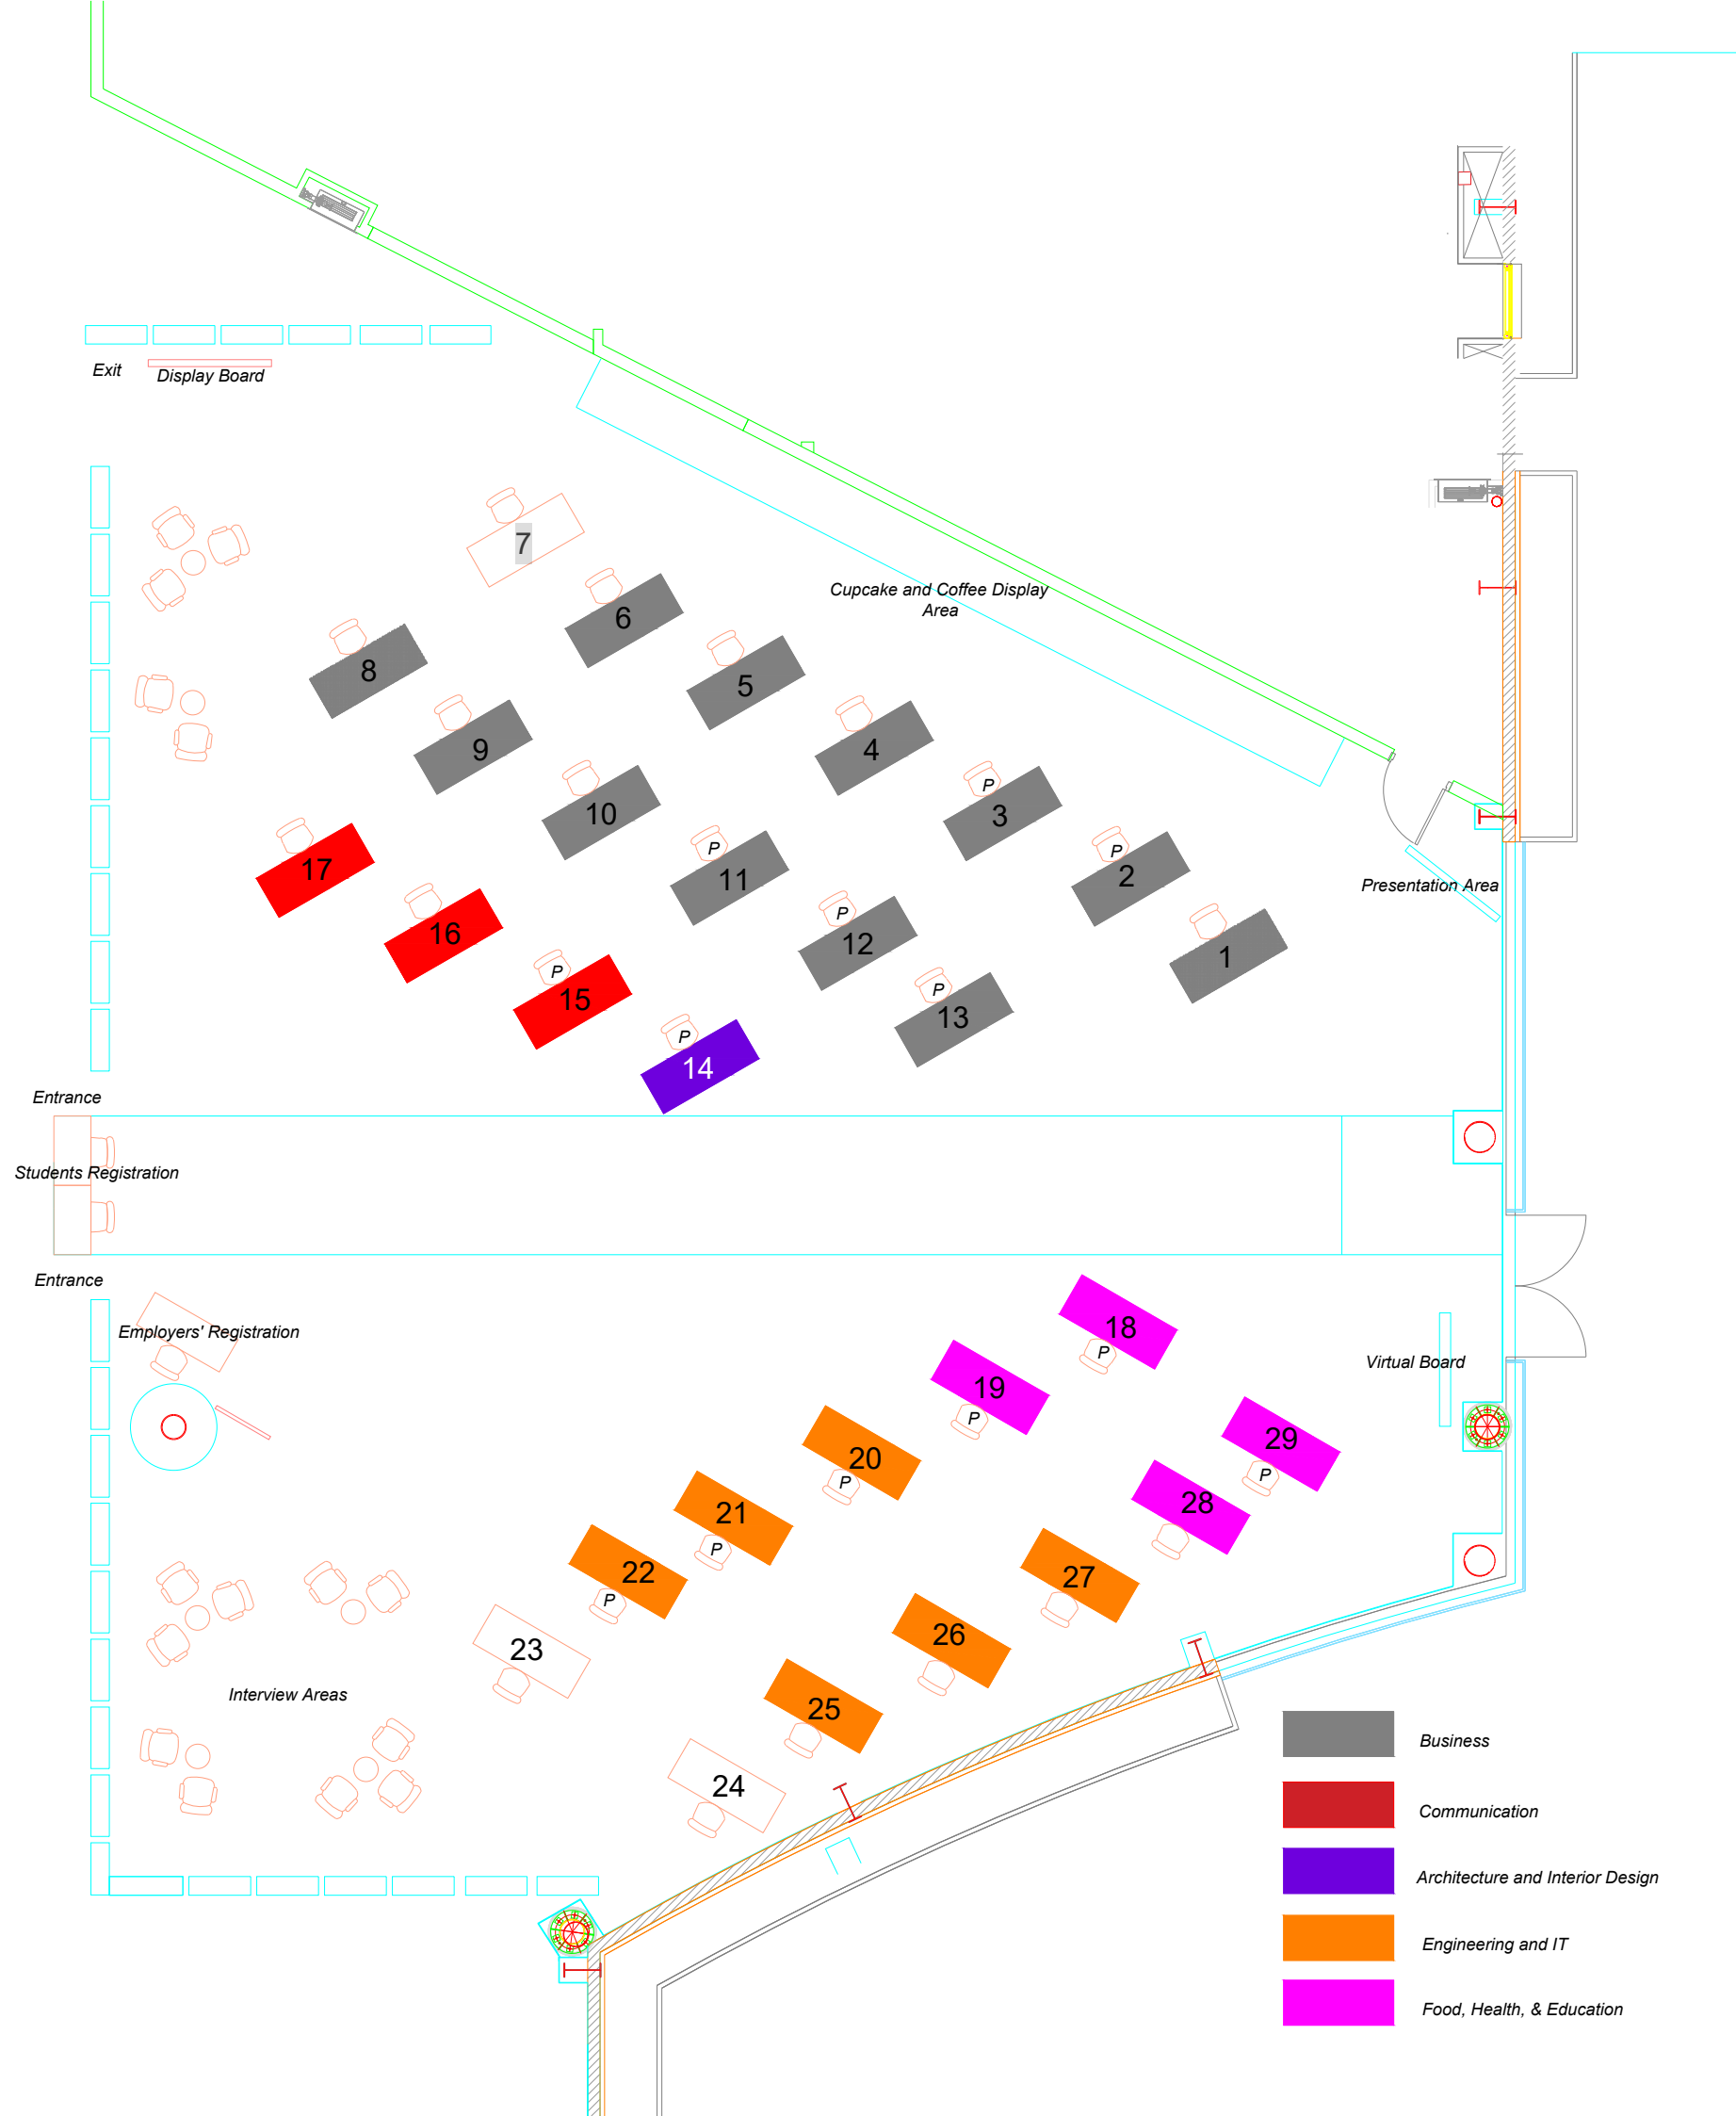 Exit
Display Board
7
Cupcake and Coffee Display
Area
6
8
5
9
4
10
P
3
17
P
11
P
2
Presentation Area
16
P
12
1
P
15
P
13
P
14
Entrance
Students Registration
Entrance
Employers' Registration
18
P
Virtual Board
19
P
20
P
29
P
21
P
28
22
P
27
23
26
Interview Areas
25
24
Business
Communication
Architecture and Interior Design
Engineering and IT
Food, Health, & Education